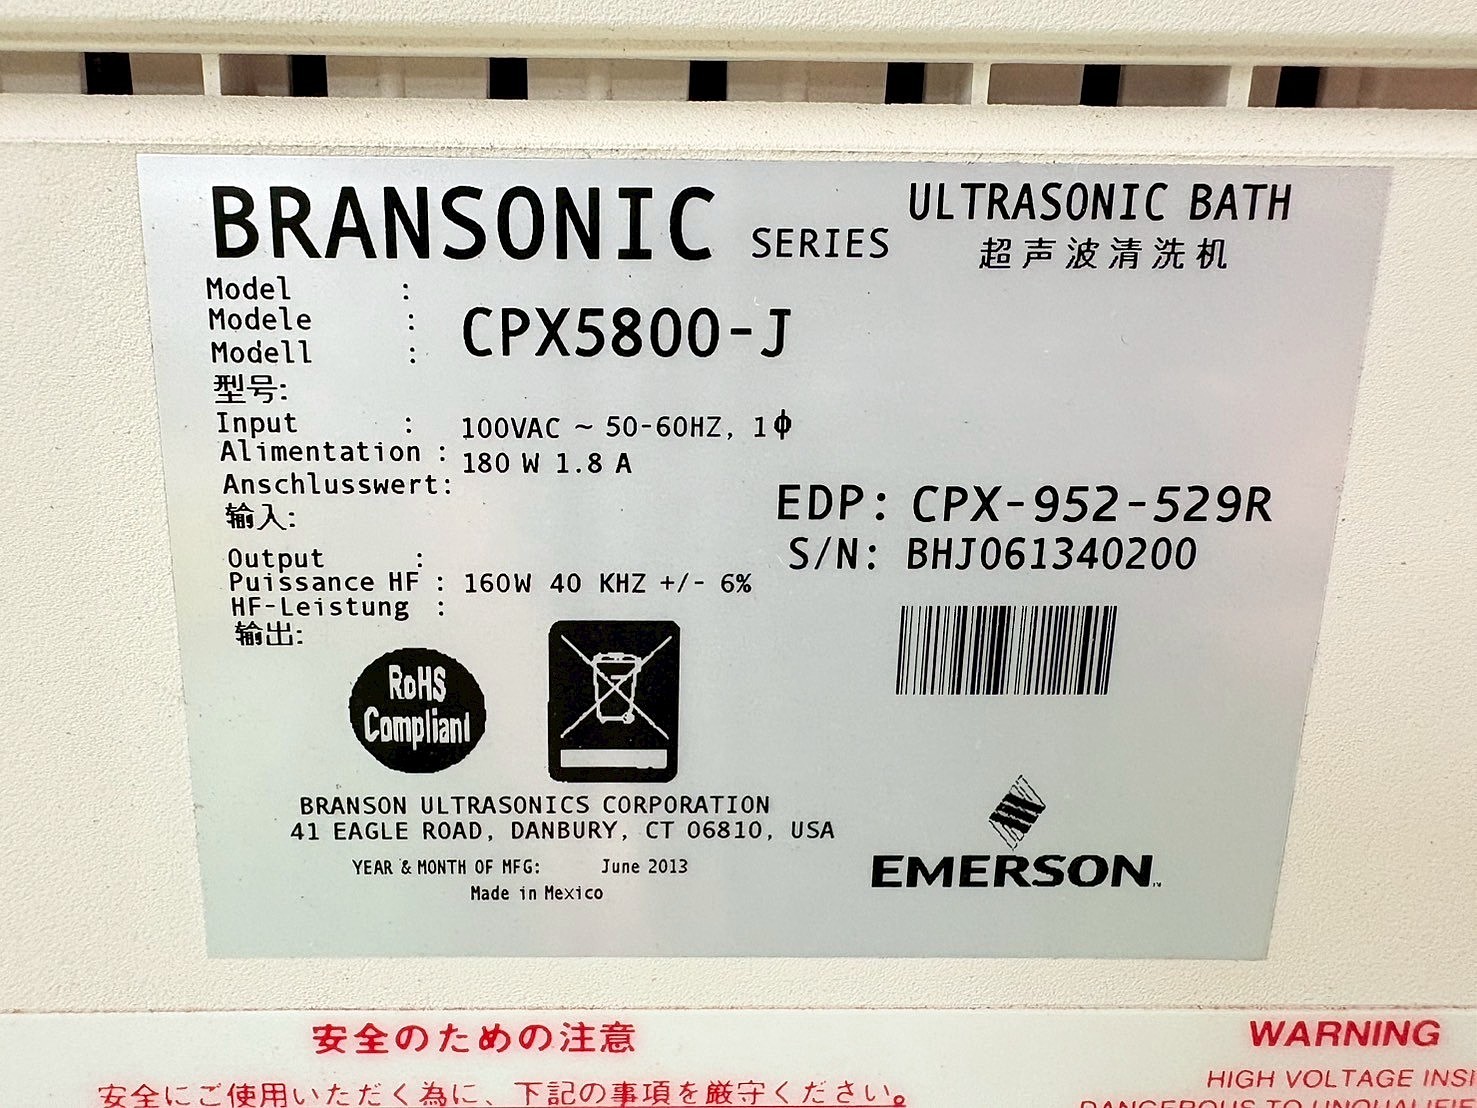 BRANSONIC SERIES ULTRASONIC BATH
超声波清洗机
Model :
Modele : CPX5800-J
Modell :
型号:
Input : 100VAC ~ 50-60HZ, 1ϕ
Alimentation : 180 W 1.8 A
Anschlusswert:
输入:
EDP: CPX-952-529R
S/N: BHJ061340200
Output :
Puissance HF : 160W 40 KHZ +/- 6%
HF-Leistung :
输出:
RoHS
Compliant
BRANSON ULTRASONICS CORPORATION
41 EAGLE ROAD, DANBURY, CT 06810, USA
YEAR & MONTH OF MFG: June 2013
Made in Mexico
EMERSON
安全のための注意
安全にご使用いただく為に、下記の事項を厳守ください。
WARNING
HIGH VOLTAGE INSI
DANGEROUS TO UNQUALIFIE